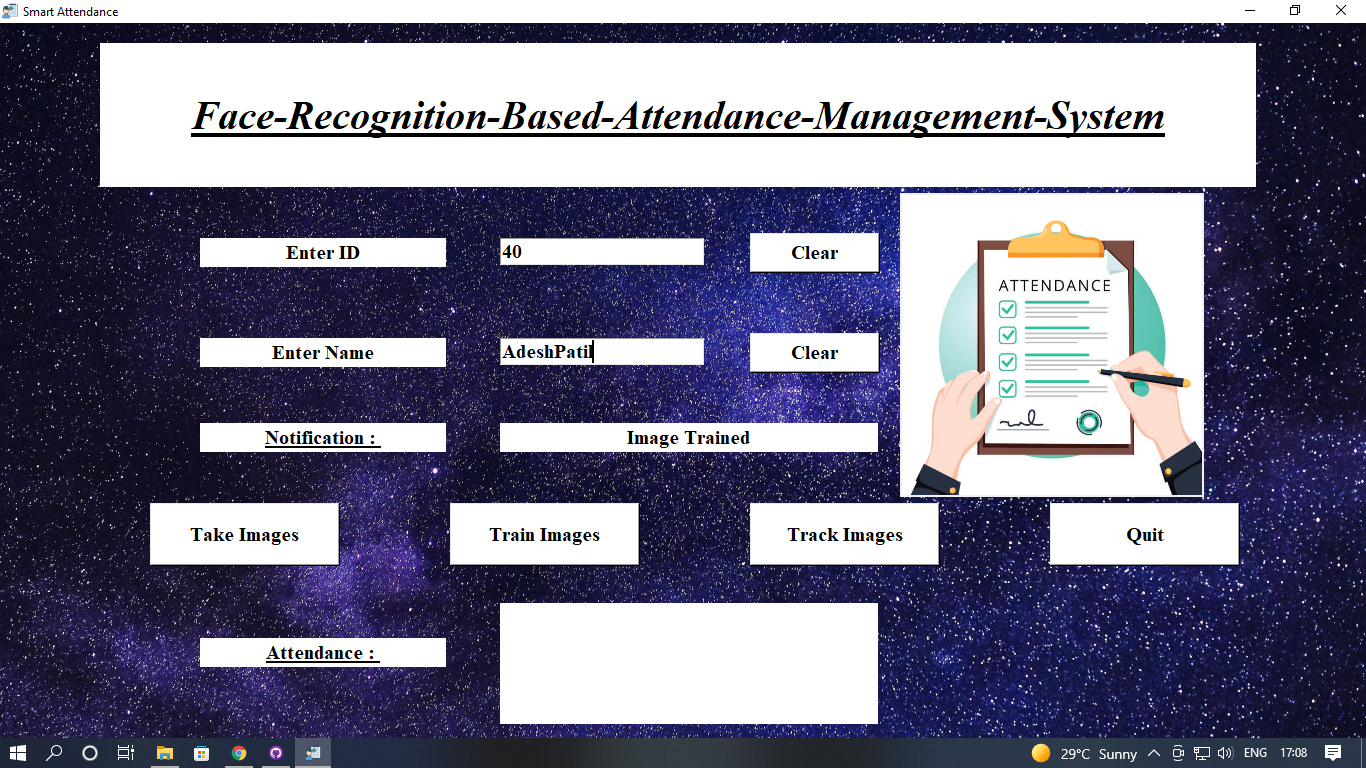 Smart Attendance
Face-Recognition-Based-Attendance-Management-System
Enter ID
40
Clear
Enter Name
AdeshPatil
Clear
Notification :
Image Trained
ATTENDANCE
Take Images
Train Images
Track Images
Quit
Attendance :
29°C Sunny
ENG
17:08